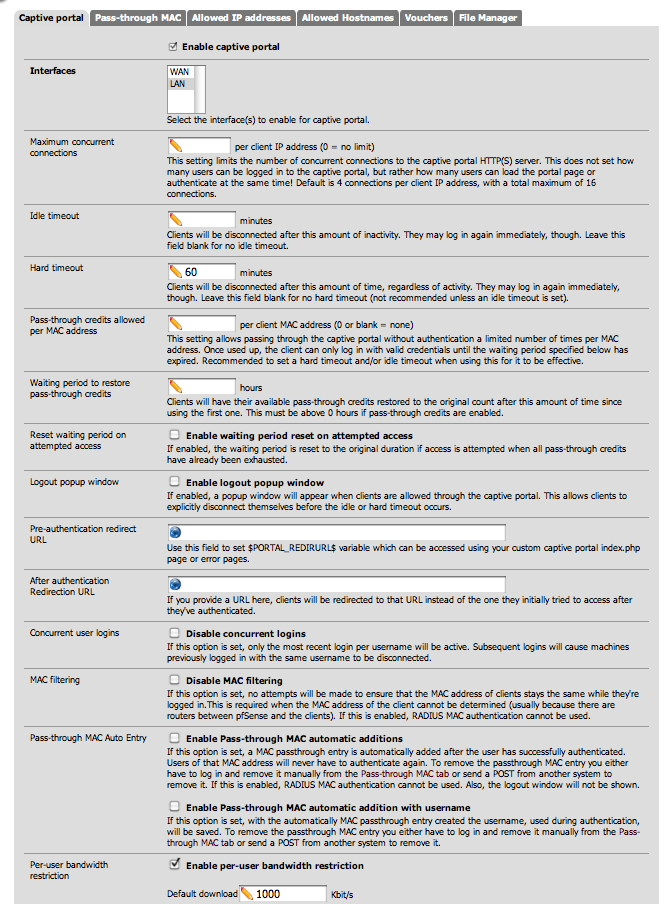 Captive portal Pass-through MAC Allowed IP addresses Allowed Hostnames Vouchers File Manager
Enable captive portal
Interfaces
WAN
LAN
Select the interface(s) to enable for captive portal.
Maximum concurrent
connections
per client IP address (0 = no limit)
This setting limits the number of concurrent connections to the captive portal HTTP(S) server. This does not set how
many users can be logged in to the captive portal, but rather how many users can load the portal page or
authenticate at the same time! Default is 4 connections per client IP address, with a total maximum of 16
connections.
Idle timeout
minutes
Clients will be disconnected after this amount of inactivity. They may log in again immediately, though. Leave this
field blank for no idle timeout.
Hard timeout
60 minutes
Clients will be disconnected after this amount of time, regardless of activity. They may log in again immediately,
though. Leave this field blank for no hard timeout (not recommended unless an idle timeout is set).
Pass-through credits allowed
per MAC address
per client MAC address (0 or blank = none)
This setting allows passing through the captive portal without authentication a limited number of times per MAC
address. Once used up, the client can only log in with valid credentials until the waiting period specified below has
expired. Recommended to set a hard timeout and/or idle timeout when using this for it to be effective.
Waiting period to restore
pass-through credits
hours
Clients will have their available pass-through credits restored to the original count after this amount of time since
using the first one. This must be above 0 hours if pass-through credits are enabled.
Reset waiting period on
attempted access
Enable waiting period reset on attempted access
If enabled, the waiting period is reset to the original duration if access is attempted when all pass-through credits
have already been exhausted.
Logout popup window
Enable logout popup window
If enabled, a popup window will appear when clients are allowed through the captive portal. This allows clients to
explicitly disconnect themselves before the idle or hard timeout occurs.
Pre-authentication redirect
URL
Use this field to set $PORTAL_REDIRURL$ variable which can be accessed using your custom captive portal index.php
page or error pages.
After authentication
Redirection URL
If you provide a URL here, clients will be redirected to that URL instead of the one they initially tried to access after
they've authenticated.
Concurrent user logins
Disable concurrent logins
If this option is set, only the most recent login per username will be active. Subsequent logins will cause machines
previously logged in with the same username to be disconnected.
MAC filtering
Disable MAC filtering
If this option is set, no attempts will be made to ensure that the MAC address of clients stays the same while they're
logged in.This is required when the MAC address of the client cannot be determined (usually because there are
routers between pfSense and the clients). If this is enabled, RADIUS MAC authentication cannot be used.
Pass-through MAC Auto Entry
Enable Pass-through MAC automatic additions
If this option is set, a MAC passthrough entry is automatically added after the user has successfully authenticated.
Users of that MAC address will never have to authenticate again. To remove the passthrough MAC entry you either
have to log in and remove it manually from the Pass-through MAC tab or send a POST from another system to
remove it. If this is enabled, RADIUS MAC authentication cannot be used. Also, the logout window will not be shown.
Enable Pass-through MAC automatic addition with username
If this option is set, with the automatically MAC passthrough entry created the username, used during authentication,
will be saved. To remove the passthrough MAC entry you either have to log in and remove it manually from the Pass-
through MAC tab or send a POST from another system to remove it.
Per-user bandwidth
restriction
Enable per-user bandwidth restriction
Default download 1000 Kbit/s